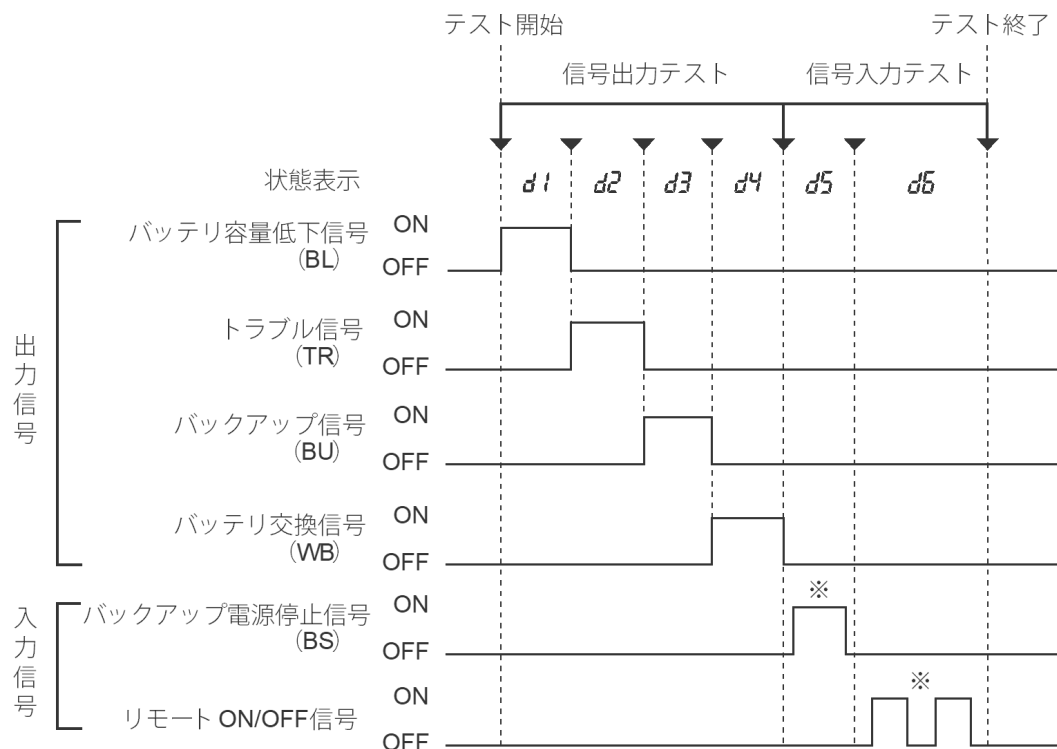 テスト開始 テスト終了
信号出力テスト 信号入力テスト
状態表示 d1 d2 d3 d4 d5 d6
出力信号
バッテリ容量低下信号 ON
(BL) OFF
トラブル信号 ON
(TR) OFF
バックアップ信号 ON
(BU) OFF
バッテリ交換信号 ON
(WB) OFF
入力信号
バックアップ電源停止信号 ON ※
(BS) OFF
リモート ON/OFF信号 ON ※
OFF